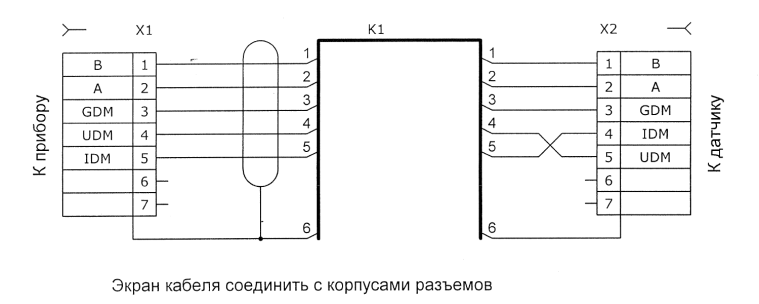 X1 K1 X2
B 1 1 1 1 B
A 2 2 2 2 A
GDM 3 3 3 3 GDM
UDM 4 4 4 4 IDM
IDM 5 5 5 5 UDM
6 6
7 7
6 6
К прибору
К датчику
Экран кабеля соединить с корпусами разъемов